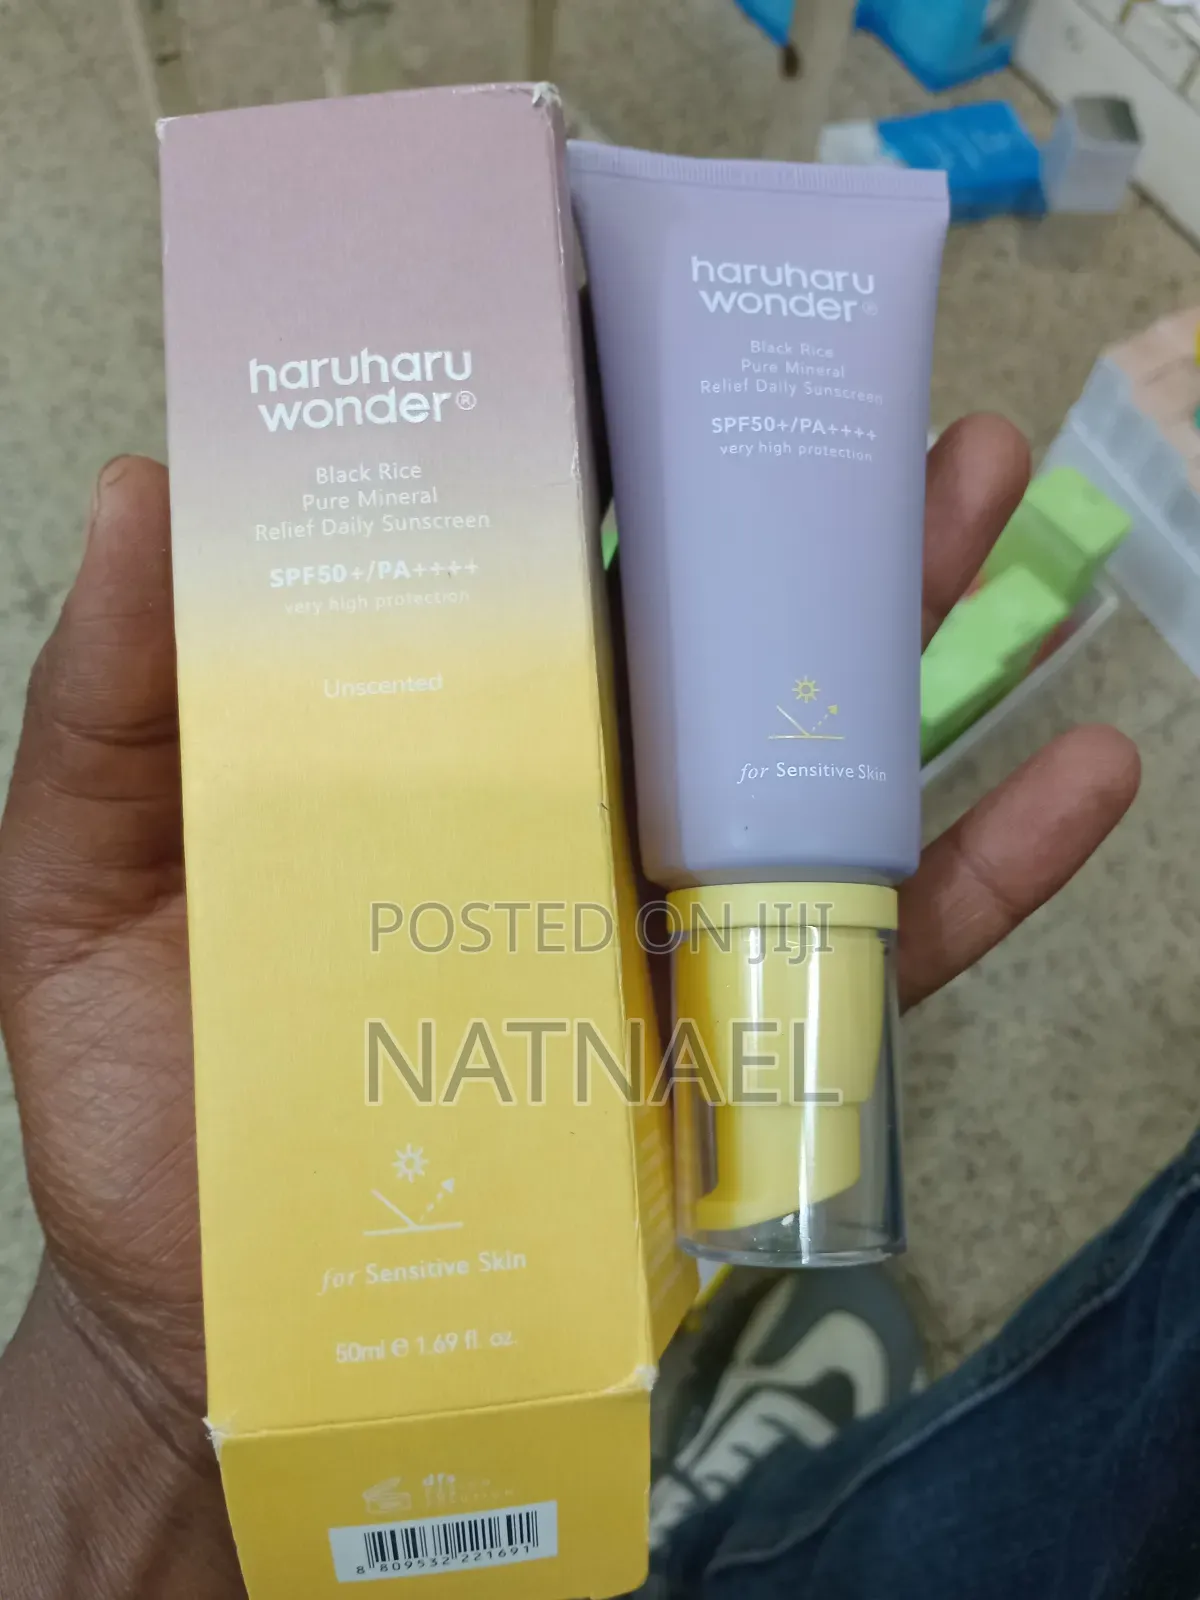 haruharu
wonder®
Black Rice
Pure Mineral
Relief Daily Sunscreen
SPF50+/PA++++
very high protection
Unscented
for Sensitive Skin
50ml e 1.69 fl. oz.
8 809532 221691
haruharu
wonder®
Black Rice
Pure Mineral
Relief Daily Sunscreen
SPF50+/PA++++
very high protection
for Sensitive Skin
POSTED ON JIJI
NATNAEL